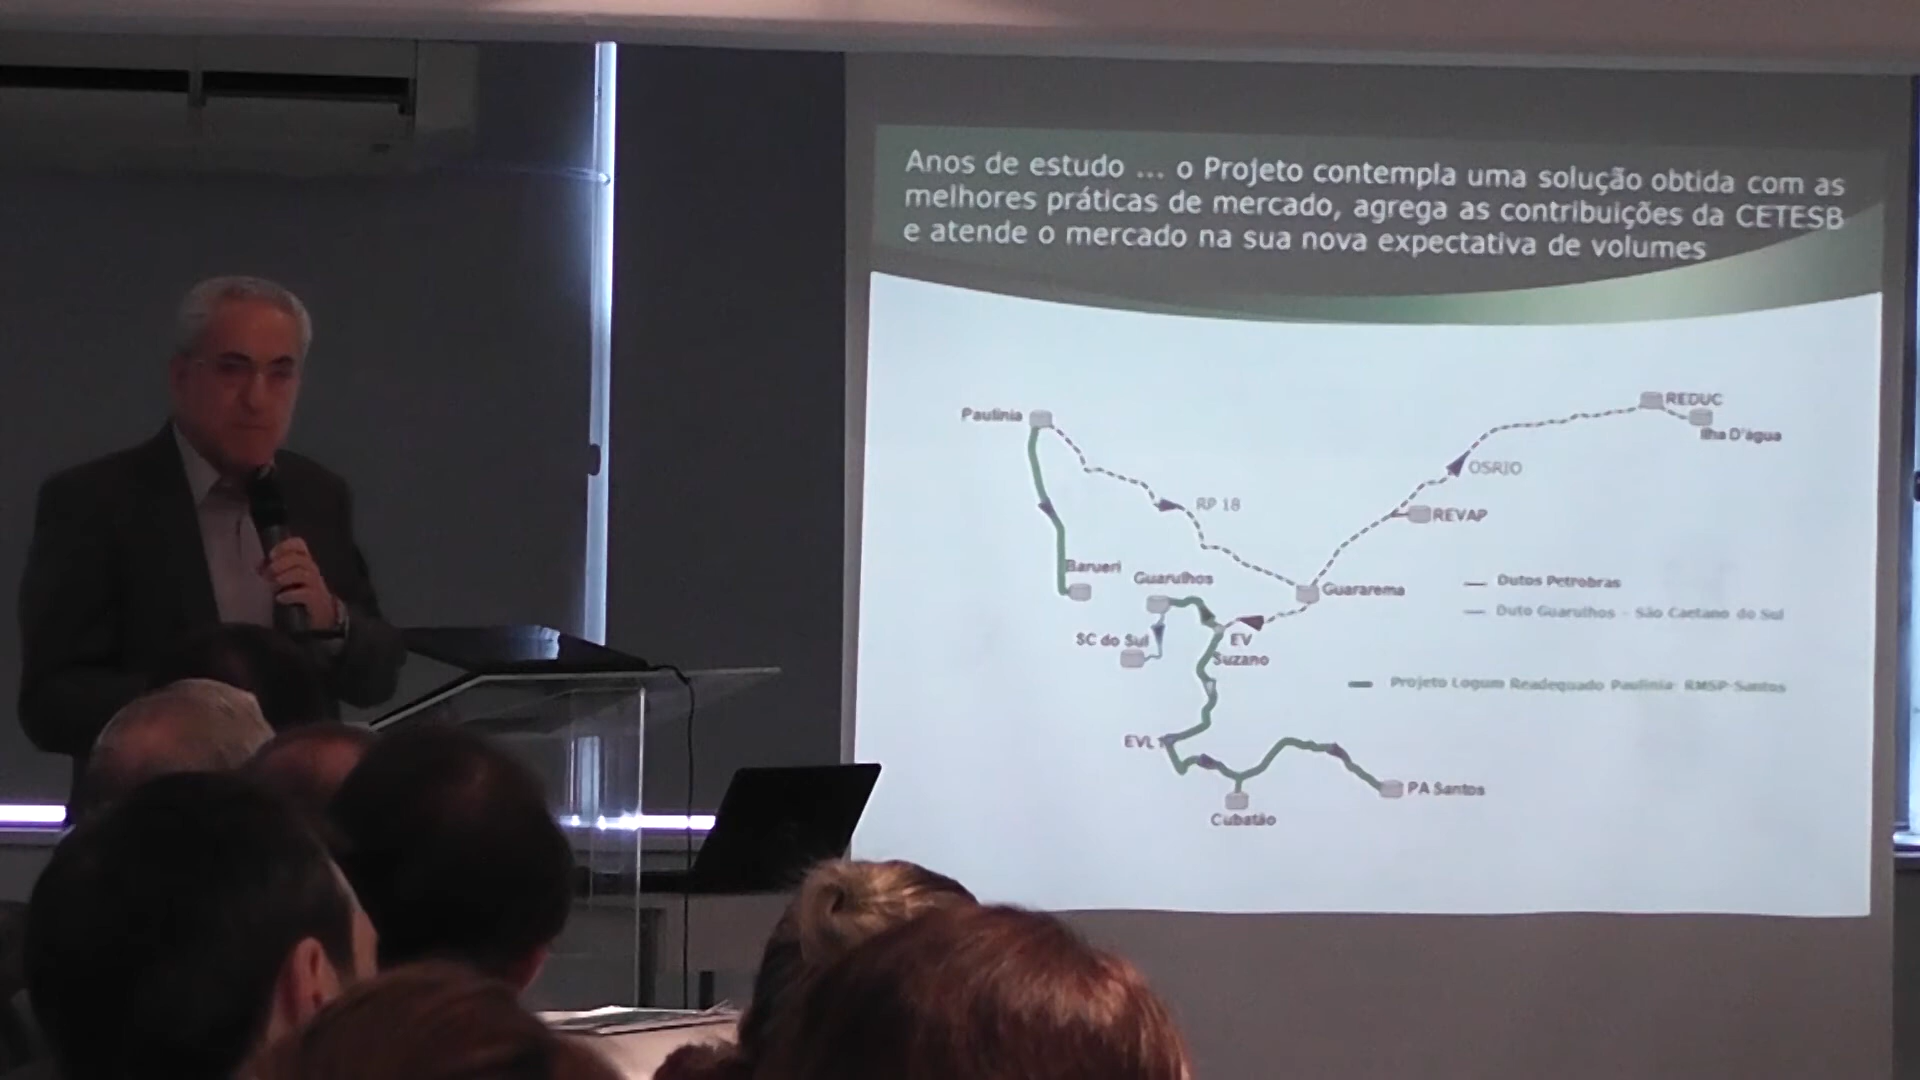 Anos de estudo ... o Projeto contempla uma solução obtida com as
melhores práticas de mercado, agrega as contribuições da CETESB
e atende o mercado na sua nova expectativa de volumes
REDUC
Paulinia
Ilha D'água
OSRIO
RP 18
REVAP
Barueri
Guarulhos
Guararema
Dutos Petrobras
Duto Guarulhos - São Caetano do Sul
SC do Sul
EV
Suzano
Projeto Logum Readequado Paulinia RMSP-Santos
EVL
PA Santos
Cubatão